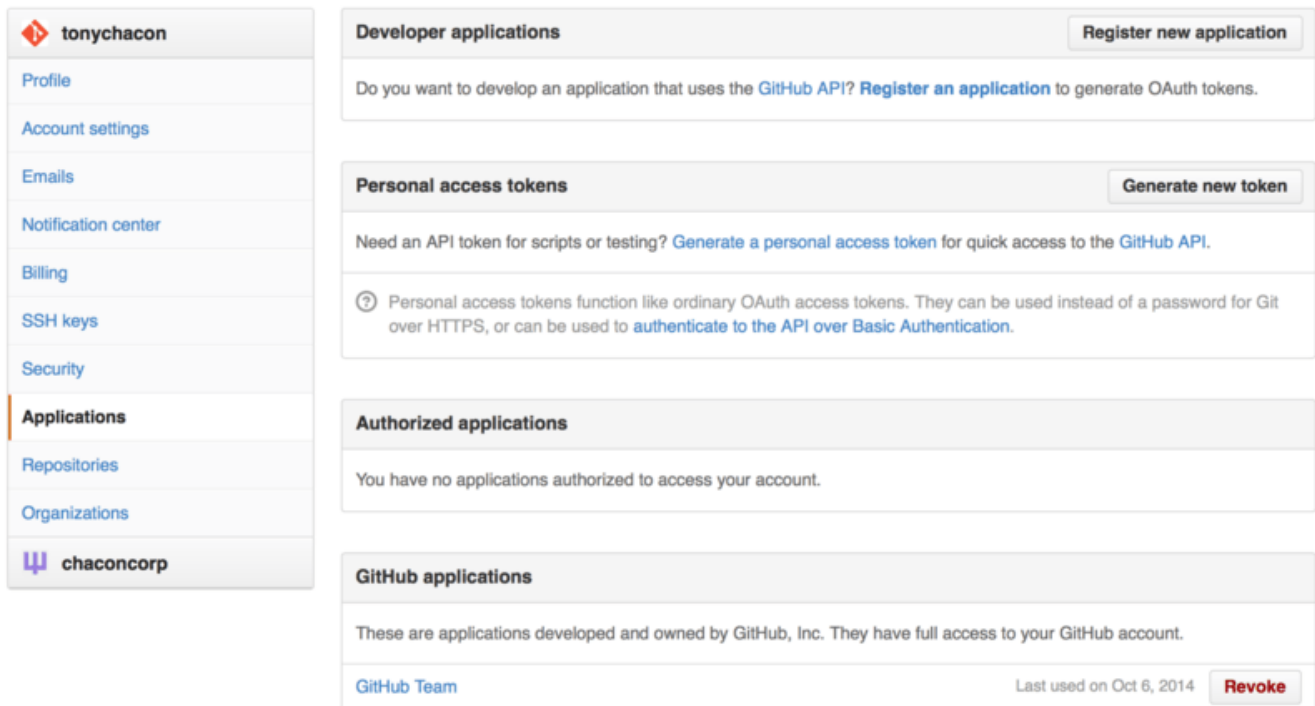 tonychacon
Profile
Account settings
Emails
Notification center
Billing
SSH keys
Security
Applications
Repositories
Organizations
chaconcorp
Developer applications
Register new application
Do you want to develop an application that uses the GitHub API? Register an application to generate OAuth tokens.
Personal access tokens
Generate new token
Need an API token for scripts or testing? Generate a personal access token for quick access to the GitHub API.
Personal access tokens function like ordinary OAuth access tokens. They can be used instead of a password for Git
over HTTPS, or can be used to authenticate to the API over Basic Authentication.
Authorized applications
You have no applications authorized to access your account.
GitHub applications
These are applications developed and owned by GitHub, Inc. They have full access to your GitHub account.
GitHub Team
Last used on Oct 6, 2014
Revoke